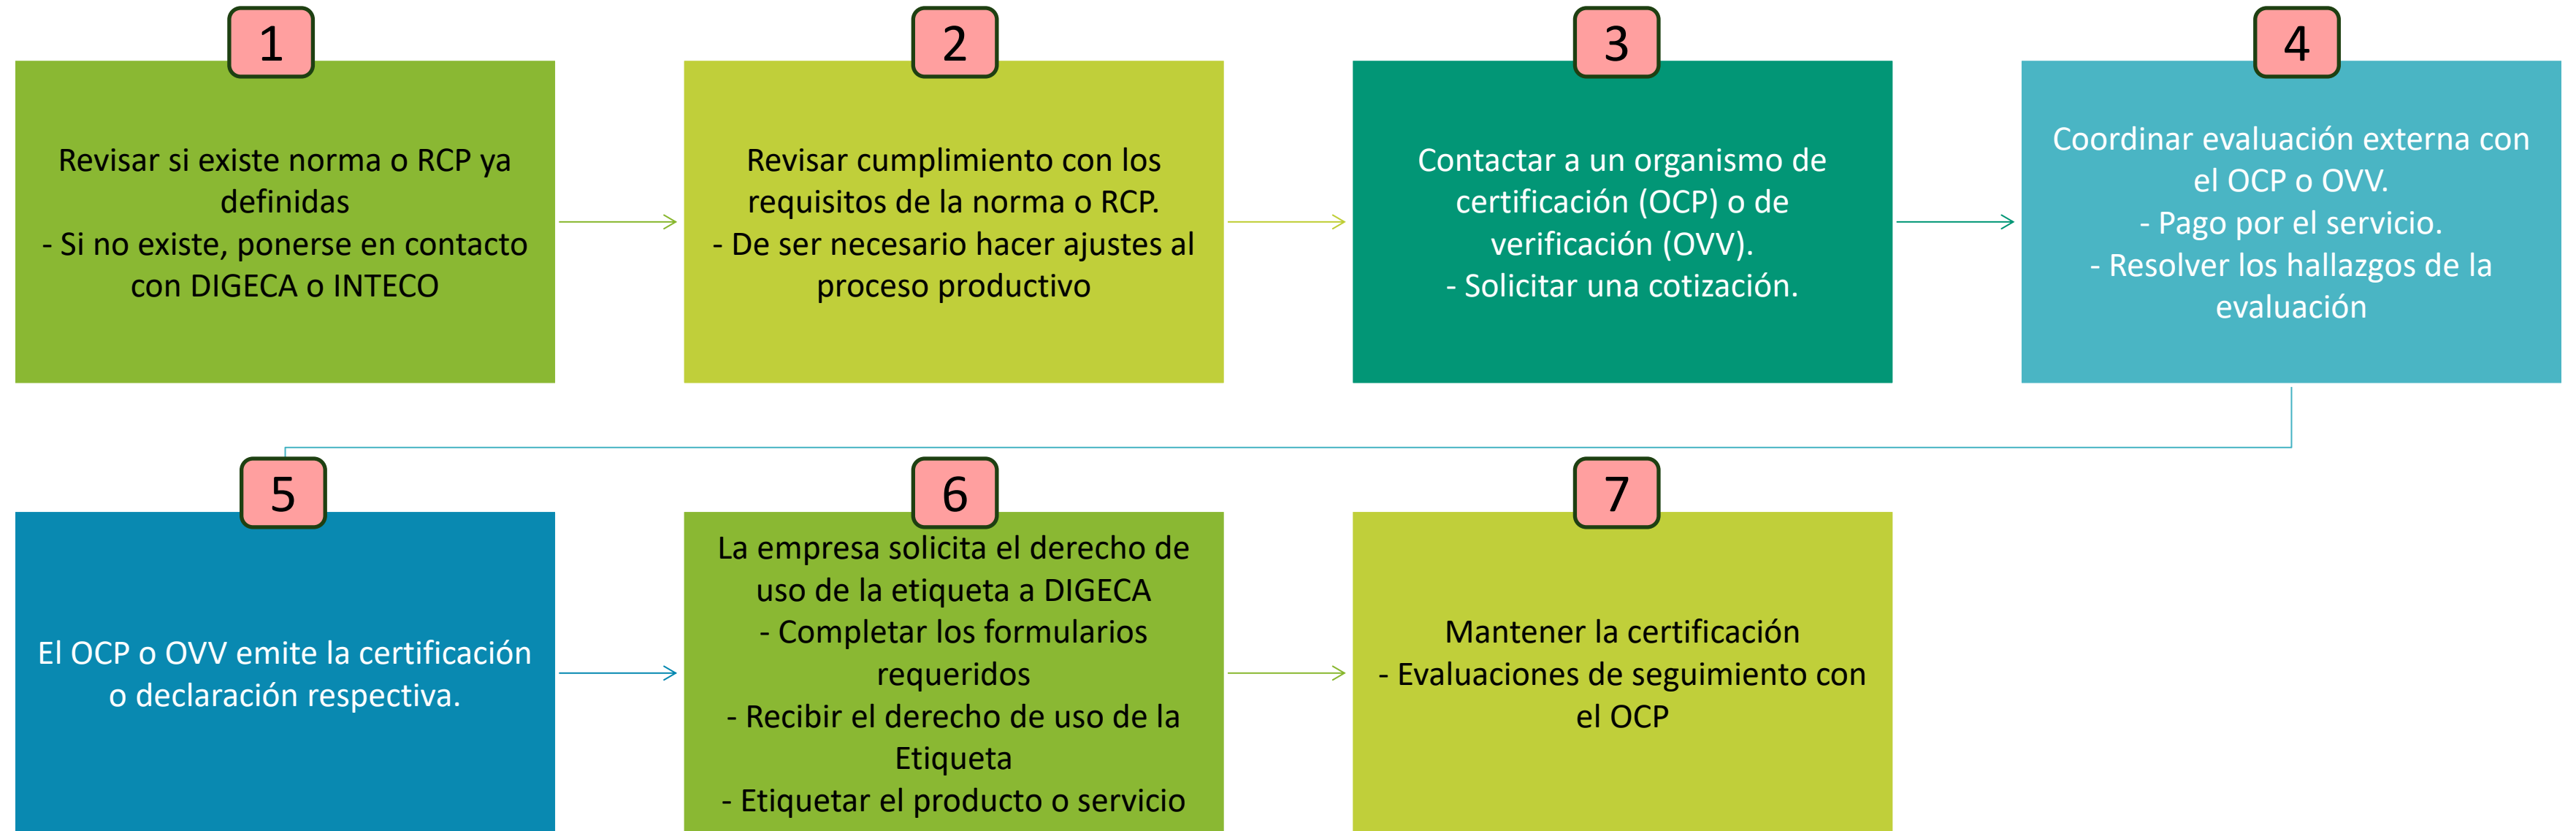 1
Revisar si existe norma o RCP ya
definidas
- Si no existe, ponerse en contacto
con DIGECA o INTECO
2
Revisar cumplimiento con los
requisitos de la norma o RCP.
- De ser necesario hacer ajustes al
proceso productivo
3
Contactar a un organismo de
certificación (OCP) o de
verificación (OVV).
- Solicitar una cotización.
4
Coordinar evaluación externa con
el OCP o OVV.
- Pago por el servicio.
- Resolver los hallazgos de la
evaluación
5
El OCP o OVV emite la certificación
o declaración respectiva.
6
La empresa solicita el derecho de
uso de la etiqueta a DIGECA
- Completar los formularios
requeridos
- Recibir el derecho de uso de la
Etiqueta
- Etiquetar el producto o servicio
7
Mantener la certificación
- Evaluaciones de seguimiento con
el OCP